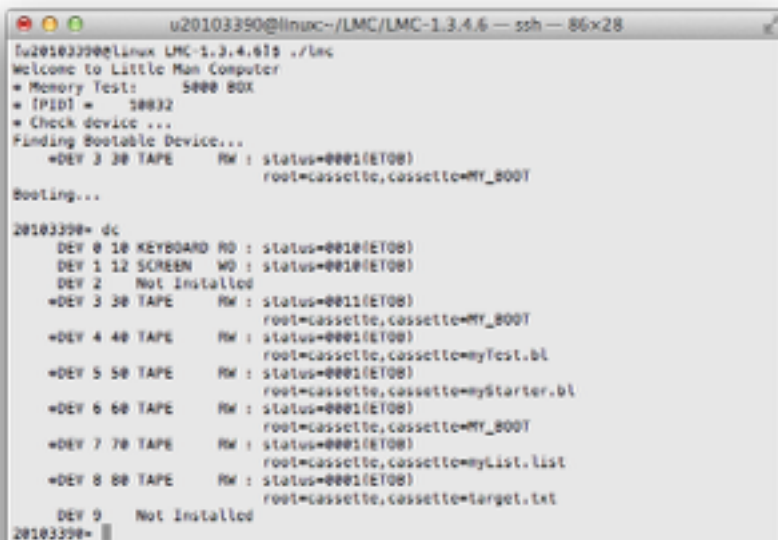 u20103390@linux:~/LMC/LMC-1.3.4.6 — ssh — 86×28
[u20103390@linux LMC-1.3.4.6]$ ./lmc
Welcome to Little Man Computer
* Memory Test: 5000 BOX
* [PID] = 10832
* Check device ...
Finding Bootable Device...
*DEV 3 30 TAPE RW : status=0001(ETOB)
root=cassette,cassette=MY_BOOT
Booting...
20103390= dc
DEV 0 10 KEYBOARD RO : status=0010(ETOB)
DEV 1 12 SCREEN WO : status=0010(ETOB)
DEV 2 Not Installed
*DEV 3 30 TAPE RW : status=0011(ETOB)
root=cassette,cassette=MY_BOOT
*DEV 4 40 TAPE RW : status=0001(ETOB)
root=cassette,cassette=myTest.bl
*DEV 5 50 TAPE RW : status=0001(ETOB)
root=cassette,cassette=myStarter.bl
*DEV 6 60 TAPE RW : status=0001(ETOB)
root=cassette,cassette=MY_BOOT
*DEV 7 70 TAPE RW : status=0001(ETOB)
root=cassette,cassette=myList.list
*DEV 8 80 TAPE RW : status=0001(ETOB)
root=cassette,cassette=target.txt
DEV 9 Not Installed
20103390=